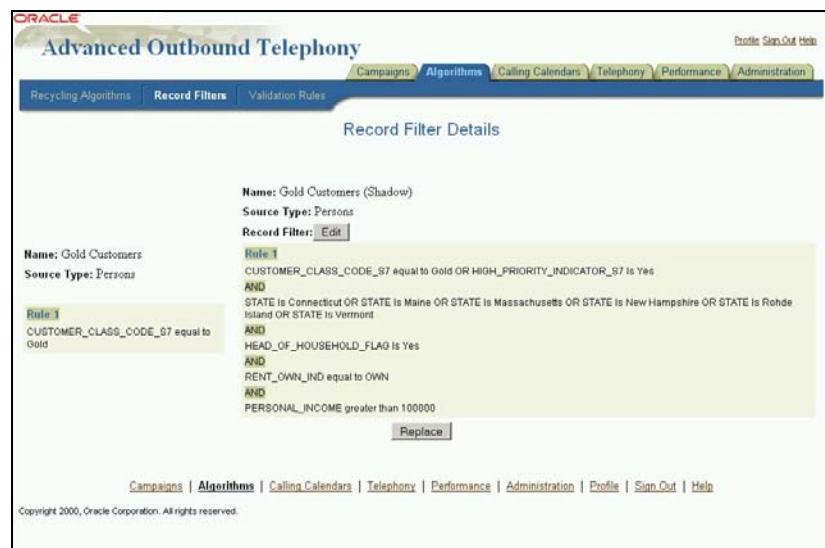 ORACLE
Advanced Outbound Telephony
Profile Sign Out Help
Campaigns Algorithms Calling Calendars Telephony Performance Administration
Recycling Algorithms Record Filters Validation Rules
Record Filter Details
Name: Gold Customers
Source Type: Persons
Rule 1
CUSTOMER_CLASS_CODE_S7 equal to
Gold
Name: Gold Customers (Shadow)
Source Type: Persons
Record Filter: Edit
Rule 1
CUSTOMER_CLASS_CODE_S7 equal to Gold OR HIGH_PRIORITY_INDICATOR_S7 Is Yes
AND
STATE Is Connecticut OR STATE Is Maine OR STATE Is Massachusetts OR STATE Is New Hampshire OR STATE Is Rohde
Island OR STATE Is Vermont
AND
HEAD_OF_HOUSEHOLD_FLAG Is Yes
AND
RENT_OWN_IND equal to OWN
AND
PERSONAL_INCOME greater than 100000
Replace
Campaigns | Algorithms | Calling Calendars | Telephony | Performance | Administration | Profile | Sign Out | Help
Copyright 2000, Oracle Corporation. All rights reserved.